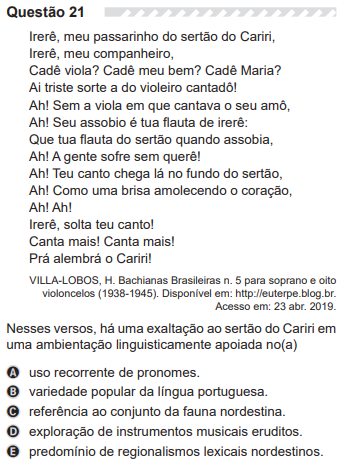 Questão 21
Irerê, meu passarinho do sertão do Cariri,
Irerê, meu companheiro,
Cadê viola? Cadê meu bem? Cadê Maria?
Ai triste sorte a do violeiro cantadô!
Ah! Sem a viola em que cantava o seu amô,
Ah! Seu assobio é tua flauta de irerê:
Que tua flauta do sertão quando assobia,
Ah! A gente sofre sem querê!
Ah! Teu canto chega lá no fundo do sertão,
Ah! Como uma brisa amolecendo o coração,
Ah! Ah!
Irerê, solta teu canto!
Canta mais! Canta mais!
Prá alembrá o Cariri!
VILLA-LOBOS, H. Bachianas Brasileiras n. 5 para soprano e oito
violoncelos (1938-1945). Disponível em: http://euterpe.blog.br.
Acesso em: 23 abr. 2019.
Nesses versos, há uma exaltação ao sertão do Cariri em
uma ambientação linguisticamente apoiada no(a)
A uso recorrente de pronomes.
B variedade popular da língua portuguesa.
C referência ao conjunto da fauna nordestina.
D exploração de instrumentos musicais eruditos.
E predomínio de regionalismos lexicais nordestinos.